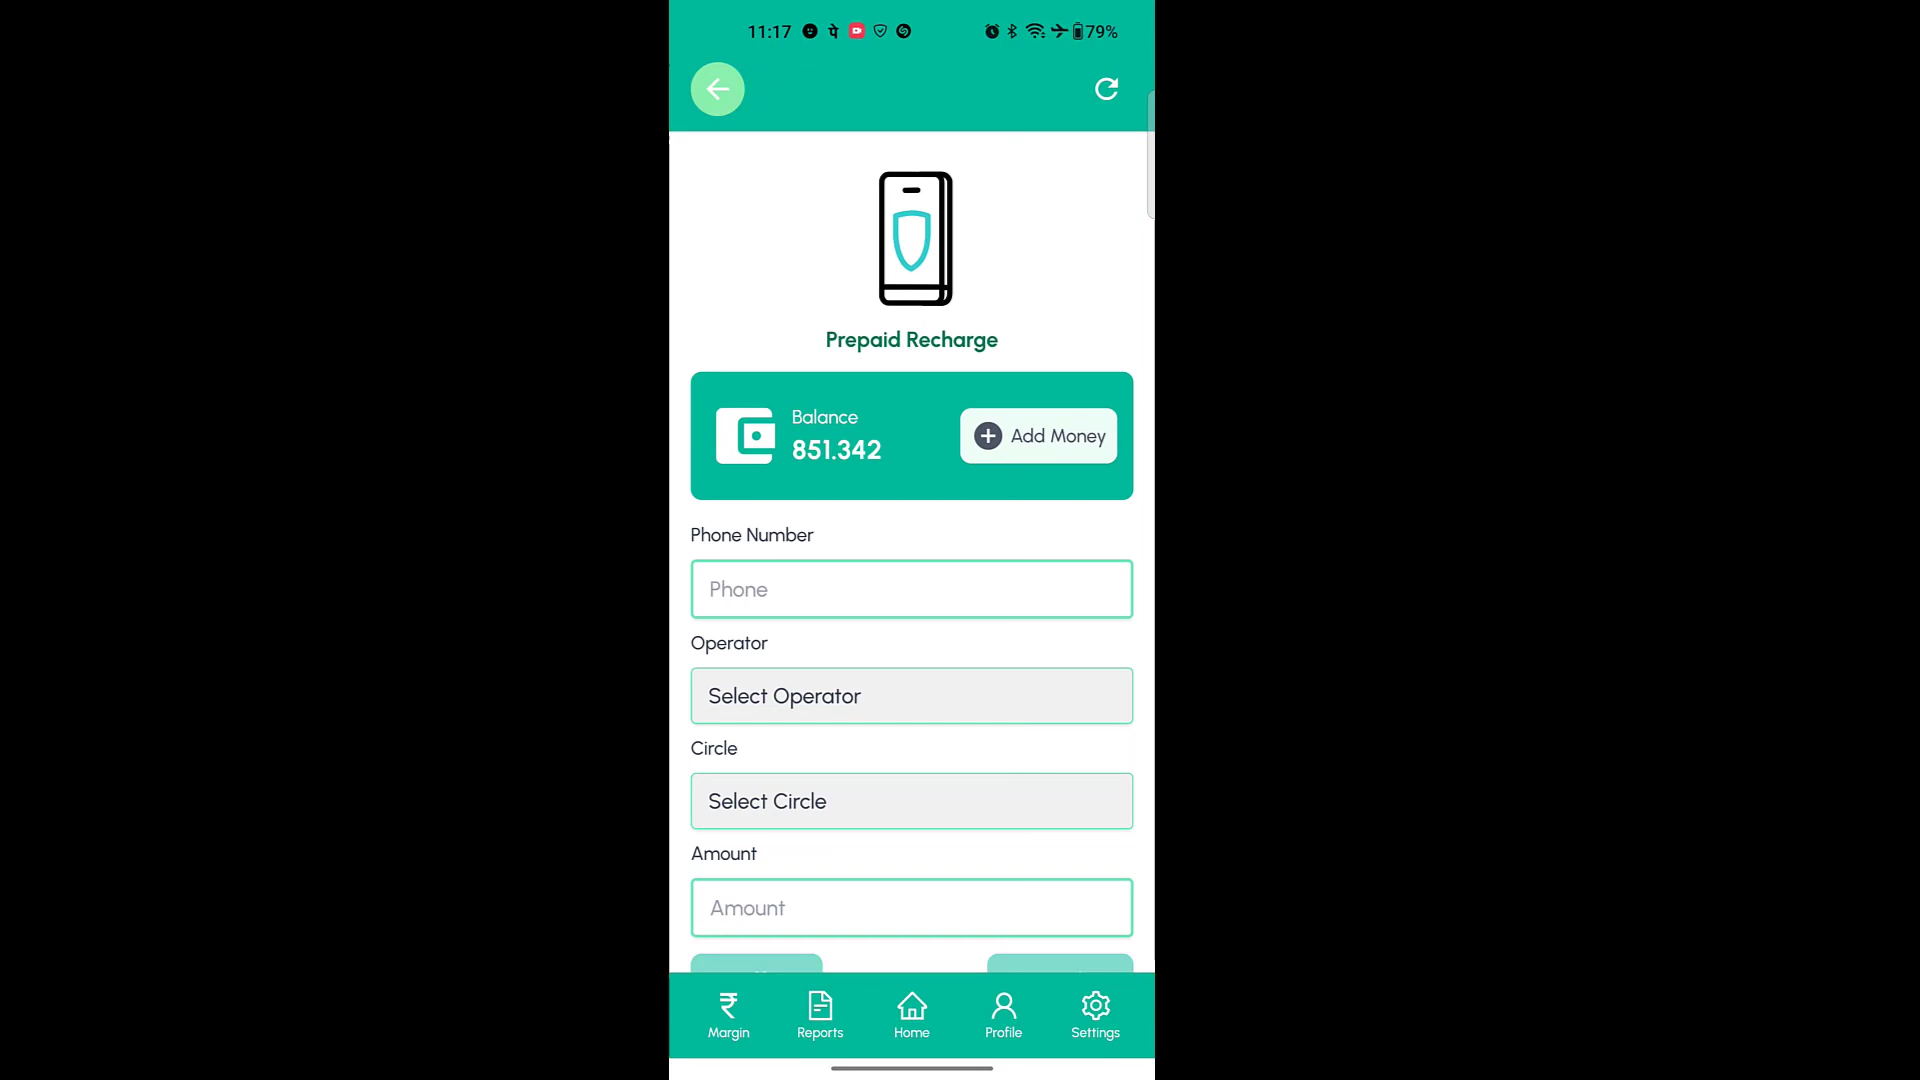 11:17
79%
Prepaid Recharge
Balance
851.342
Add Money
Phone Number
Phone
Operator
Select Operator
Circle
Select Circle
Amount
Amount
Margin Reports Home Profile Settings